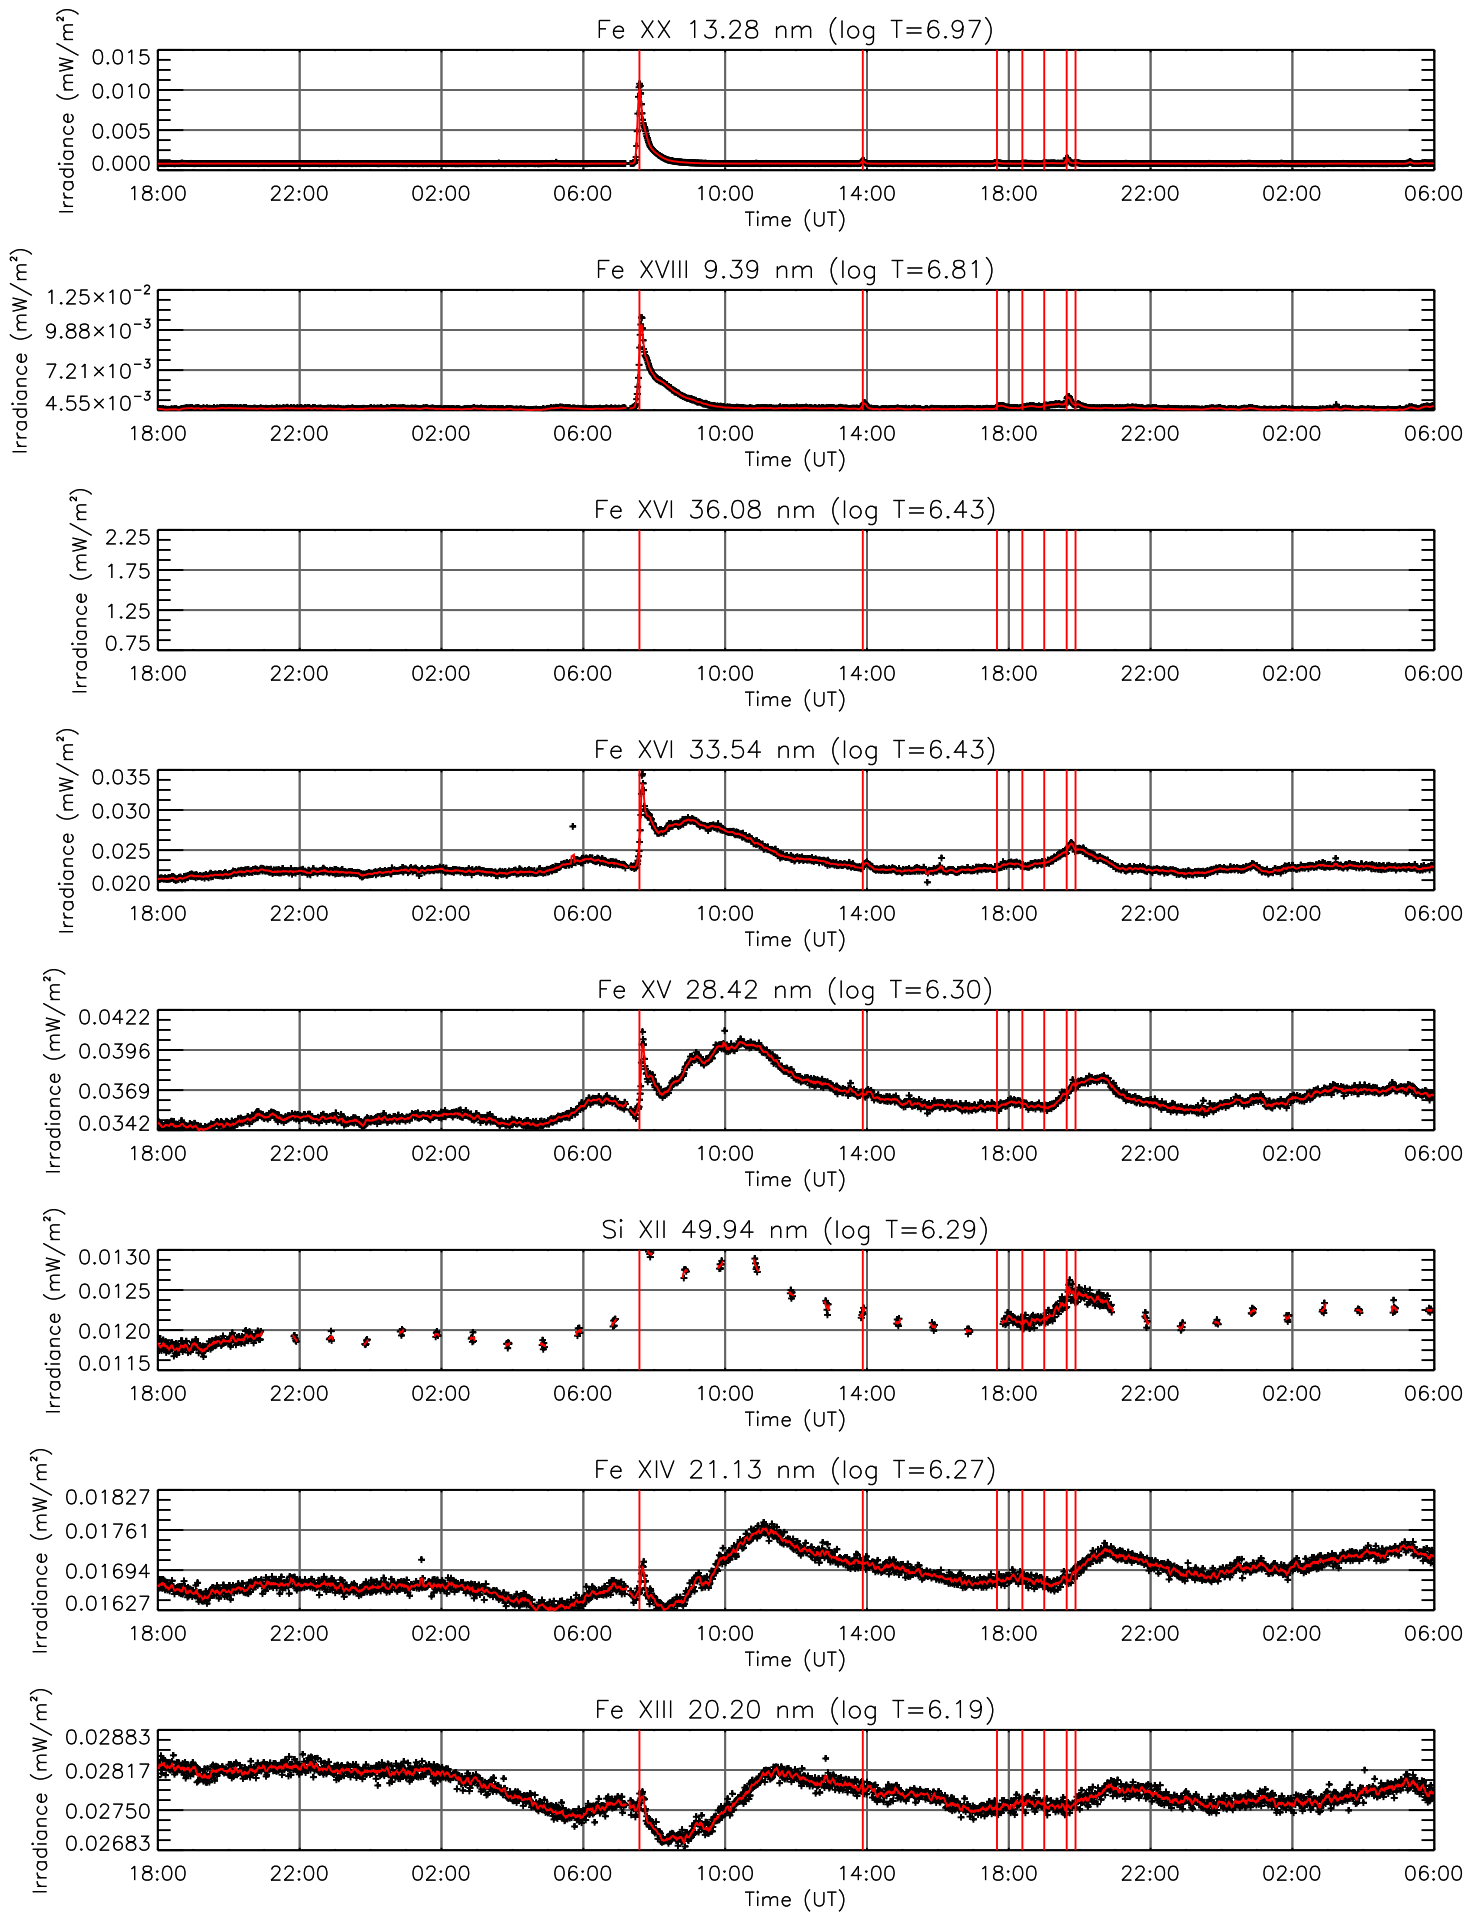 Fe XX 13.28 nm (log T=6.97)
Irradiance (mW/m²)
0.015
0.010
0.005
0.000
18:00 22:00 02:00 06:00 10:00 14:00 18:00 22:00 02:00 06:00
Time (UT)
Fe XVIII 9.39 nm (log T=6.81)
Irradiance (mW/m²)
1.25×10⁻²
9.88×10⁻³
7.21×10⁻³
4.55×10⁻³
18:00 22:00 02:00 06:00 10:00 14:00 18:00 22:00 02:00 06:00
Time (UT)
Fe XVI 36.08 nm (log T=6.43)
Irradiance (mW/m²)
2.25
1.75
1.25
0.75
18:00 22:00 02:00 06:00 10:00 14:00 18:00 22:00 02:00 06:00
Time (UT)
Fe XVI 33.54 nm (log T=6.43)
Irradiance (mW/m²)
0.035
0.030
0.025
0.020
18:00 22:00 02:00 06:00 10:00 14:00 18:00 22:00 02:00 06:00
Time (UT)
Fe XV 28.42 nm (log T=6.30)
Irradiance (mW/m²)
0.0422
0.0396
0.0369
0.0342
18:00 22:00 02:00 06:00 10:00 14:00 18:00 22:00 02:00 06:00
Time (UT)
Si XII 49.94 nm (log T=6.29)
Irradiance (mW/m²)
0.0130
0.0125
0.0120
0.0115
18:00 22:00 02:00 06:00 10:00 14:00 18:00 22:00 02:00 06:00
Time (UT)
Fe XIV 21.13 nm (log T=6.27)
Irradiance (mW/m²)
0.01827
0.01761
0.01694
0.01627
18:00 22:00 02:00 06:00 10:00 14:00 18:00 22:00 02:00 06:00
Time (UT)
Fe XIII 20.20 nm (log T=6.19)
Irradiance (mW/m²)
0.02883
0.02817
0.02750
0.02683
18:00 22:00 02:00 06:00 10:00 14:00 18:00 22:00 02:00 06:00
Time (UT)